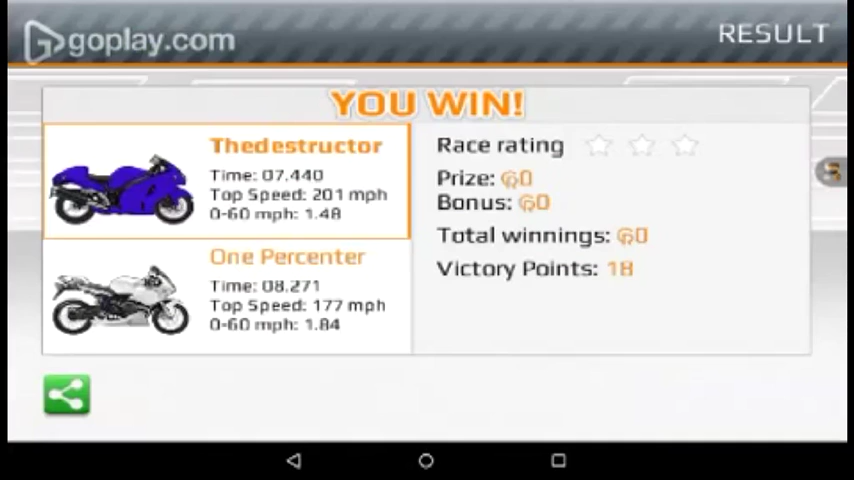 goplay.com
RESULT
YOU WIN!
Thedestructor
Time: 07.440
Top Speed: 201 mph
0-60 mph: 1.48
One Percenter
Time: 08.271
Top Speed: 177 mph
0-60 mph: 1.84
Race rating
Prize: 0
Bonus: 0
Total winnings: 0
Victory Points: 18